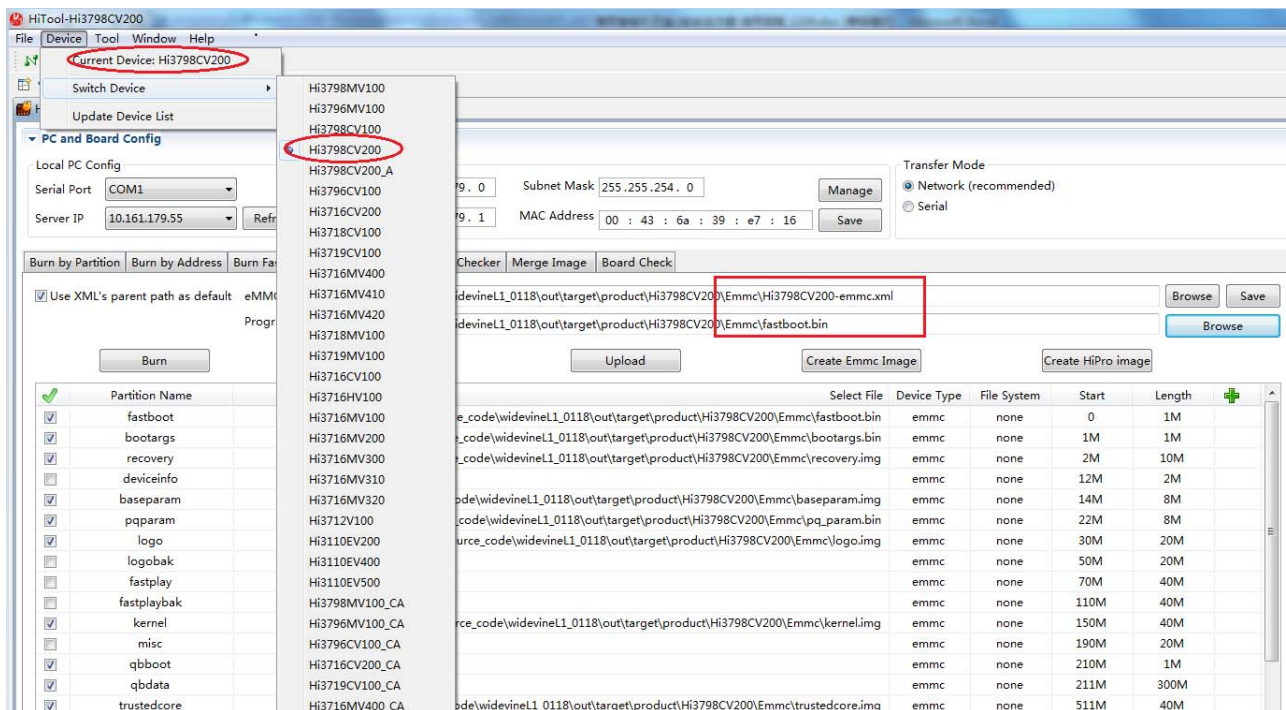 HiTool-Hi3798CV200
File Device Tool Window Help
Current Device: Hi3798CV200
Switch Device
Update Device List
Hi3798MV100
Hi3796MV100
Hi3798CV100
Hi3798CV200
Hi3798CV200_A
Hi3796CV100
Hi3716CV200
Hi3718CV100
Hi3719CV100
Hi3716MV400
Hi3716MV410
Hi3716MV420
Hi3718MV100
Hi3719MV100
Hi3716CV100
Hi3716HV100
Hi3716MV100
Hi3716MV200
Hi3716MV300
Hi3716MV310
Hi3716MV320
Hi3712V100
Hi3110EV200
Hi3110EV400
Hi3110EV500
Hi3798MV100_CA
Hi3796MV100_CA
Hi3796CV100_CA
Hi3716CV200_CA
Hi3719CV100_CA
Hi3716MV400_CA
PC and Board Config
Local PC Config
Serial Port COM1
Server IP 10.161.179.55 Refr
79. 0 Subnet Mask 255.255.254. 0 Manage
79. 1 MAC Address 00 : 43 : 6a : 39 : e7 : 16 Save
Transfer Mode
Network (recommended)
Serial
Burn by Partition Burn by Address Burn Fas Checker Merge Image Board Check
Use XML's parent path as default eMMC idevineL1_0118\out\target\product\Hi3798CV200\Emmc\Hi3798CV200-emmc.xml Browse Save
Progr idevineL1_0118\out\target\product\Hi3798CV200\Emmc\fastboot.bin Browse
Burn Upload Create Emmc Image Create HiPro image
Partition Name Select File Device Type File System Start Length
fastboot e_code\widevineL1_0118\out\target\product\Hi3798CV200\Emmc\fastboot.bin emmc none 0 1M
bootargs e_code\widevineL1_0118\out\target\product\Hi3798CV200\Emmc\bootargs.bin emmc none 1M 1M
recovery e_code\widevineL1_0118\out\target\product\Hi3798CV200\Emmc\recovery.img emmc none 2M 10M
deviceinfo emmc none 12M 2M
baseparam ode\widevineL1_0118\out\target\product\Hi3798CV200\Emmc\baseparam.img emmc none 14M 8M
pqparam code\widevineL1_0118\out\target\product\Hi3798CV200\Emmc\pq_param.bin emmc none 22M 8M
logo urce_code\widevineL1_0118\out\target\product\Hi3798CV200\Emmc\logo.img emmc none 30M 20M
logobak emmc none 50M 20M
fastplay emmc none 70M 40M
fastplaybak emmc none 110M 40M
kernel rce_code\widevineL1_0118\out\target\product\Hi3798CV200\Emmc\kernel.img emmc none 150M 40M
misc emmc none 190M 20M
qbboot emmc none 210M 1M
qbdata emmc none 211M 300M
trustedcore ode\widevineL1_0118\out\target\product\Hi3798CV200\Emmc\trustedcore.img emmc none 511M 40M